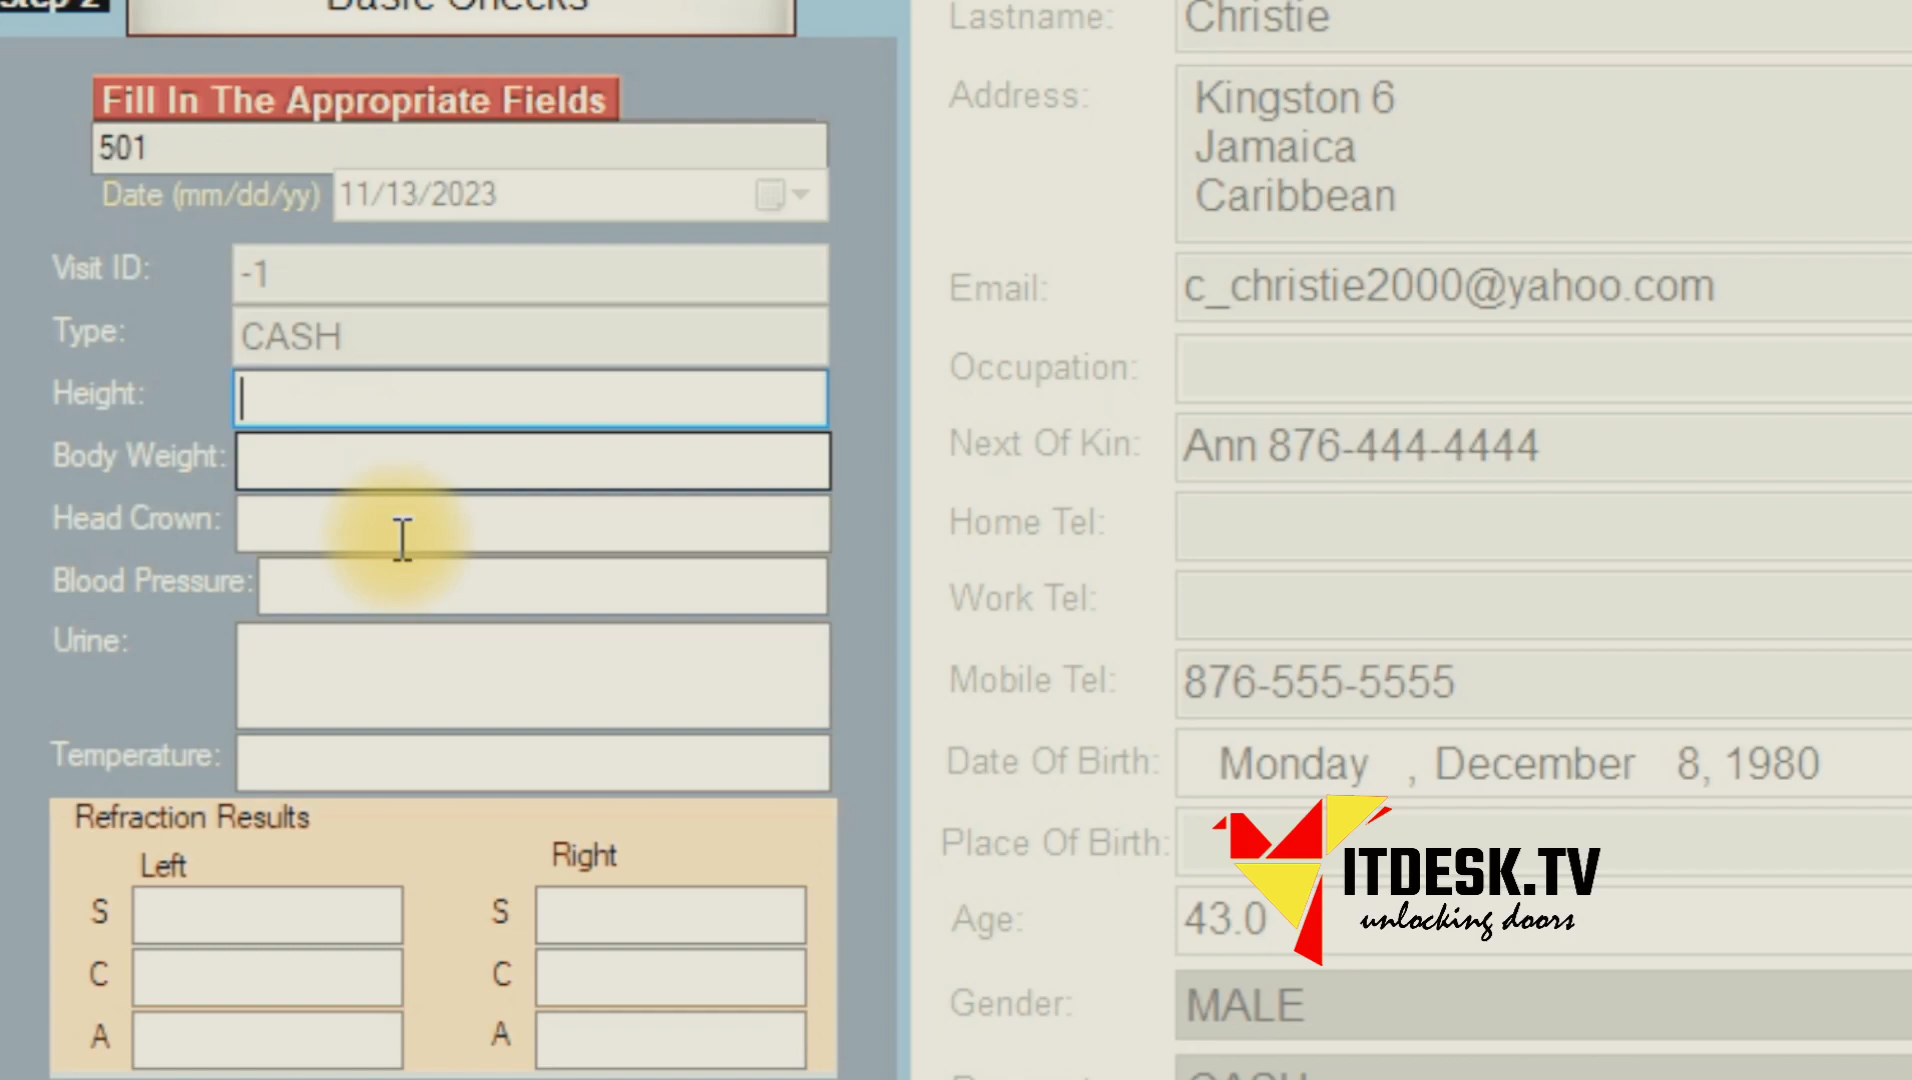 Step 2
Basic Checks
Fill In The Appropriate Fields
501
Date (mm/dd/yy) 11/13/2023
Visit ID: -1
Type: CASH
Height:
Body Weight:
Head Crown:
Blood Pressure:
Urine:
Temperature:
Refraction Results
Left Right
S S
C C
A A
Lastname: Christie
Address: Kingston 6
Jamaica
Caribbean
Email: c_christie2000@yahoo.com
Occupation:
Next Of Kin: Ann 876-444-4444
Home Tel:
Work Tel:
Mobile Tel: 876-555-5555
Date Of Birth: Monday , December 8, 1980
Place Of Birth:
Age: 43.0
Gender: MALE
CASH
ITDESK.TV
unlocking doors